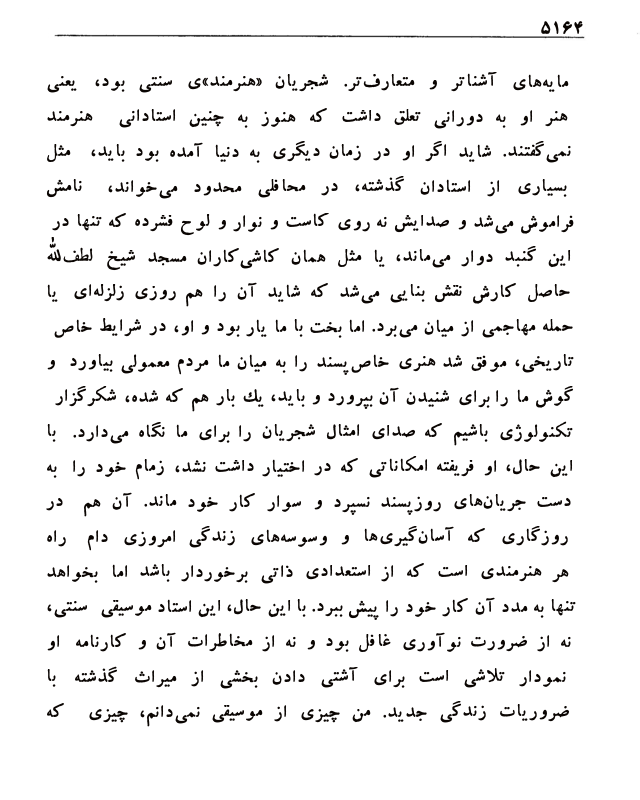 ۵۱۶۴
مایه‌های آشناتر و متعارف‌تر. شجریان «هنرمند»ی سنتی بود، یعنی
هنر او به دورانی تعلق داشت که هنوز به چنین استادانی هنرمند
نمی‌گفتند. شاید اگر او در زمان دیگری به دنیا آمده بود باید، مثل
بسیاری از استادان گذشته، در محافلی محدود می‌خواند، نامش
فراموش می‌شد و صدایش نه روی کاست و نوار و لوح فشرده که تنها در
این گنبد دوار می‌ماند، یا مثل همان کاشی‌کاران مسجد شیخ لطف‌الله
حاصل کارش نقش بنایی می‌شد که شاید آن را هم روزی زلزله‌ای یا
حمله مهاجمی از میان می‌برد. اما بخت با ما یار بود و او، در شرایط خاص
تاریخی، موفق شد هنری خاص‌پسند را به میان ما مردم معمولی بیاورد و
گوش ما را برای شنیدن آن بپرورد و باید، یك بار هم که شده، شکرگزار
تکنولوژی باشیم که صدای امثال شجریان را برای ما نگاه می‌دارد. با
این حال، او فریفته امکاناتی که در اختیار داشت نشد، زمام خود را به
دست جریان‌های روزپسند نسپرد و سوار کار خود ماند. آن هم در
روزگاری که آسان‌گیری‌ها و وسوسه‌های زندگی امروزی دام راه
هر هنرمندی است که از استعدادی ذاتی برخوردار باشد اما بخواهد
تنها به مدد آن کار خود را پیش ببرد. با این حال، این استاد موسیقی سنتی،
نه از ضرورت نوآوری غافل بود و نه از مخاطرات آن و کارنامه او
نمودار تلاشی است برای آشتی دادن بخشی از میراث گذشته با
ضروریات زندگی جدید. من چیزی از موسیقی نمی‌دانم، چیزی که